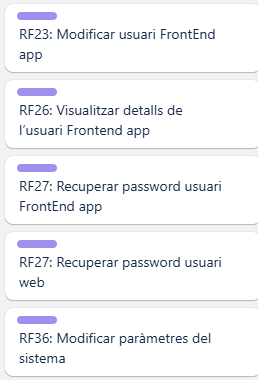 RF23: Modificar usuari FrontEnd
app
RF26: Visualitzar detalls de
l'usuari Frontend app
RF27: Recuperar password usuari
FrontEnd app
RF27: Recuperar password usuari
web
RF36: Modificar paràmetres del
sistema